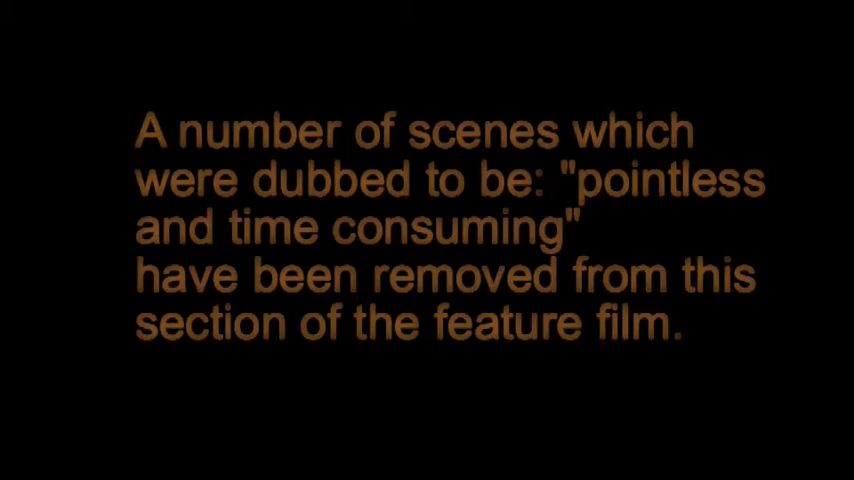 A number of scenes which
were dubbed to be: "pointless
and time consuming"
have been removed from this
section of the feature film.